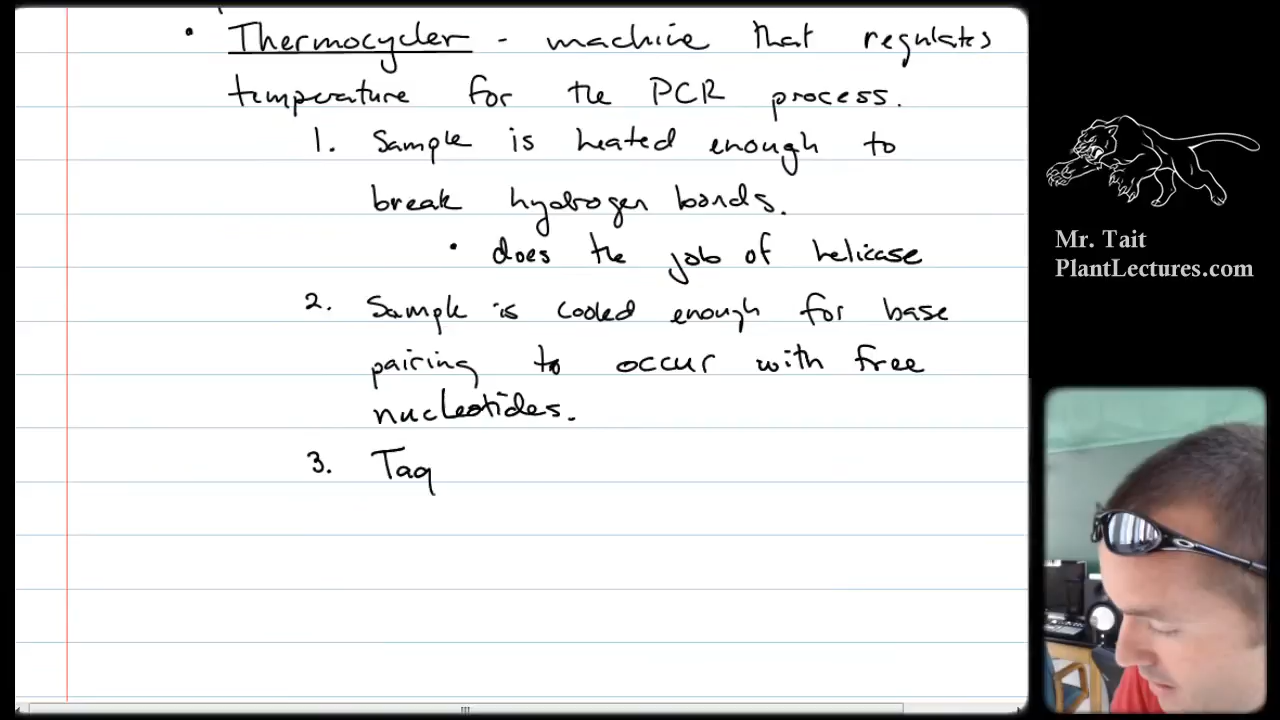 • Thermocycler - machine that regulates
temperature for the PCR process.
1. Sample is heated enough to
break hydrogen bonds.
• does the job of helicase
2. Sample is cooled enough for base
pairing to occur with free
nucleotides.
3. Taq
Mr. Tait
PlantLectures.com